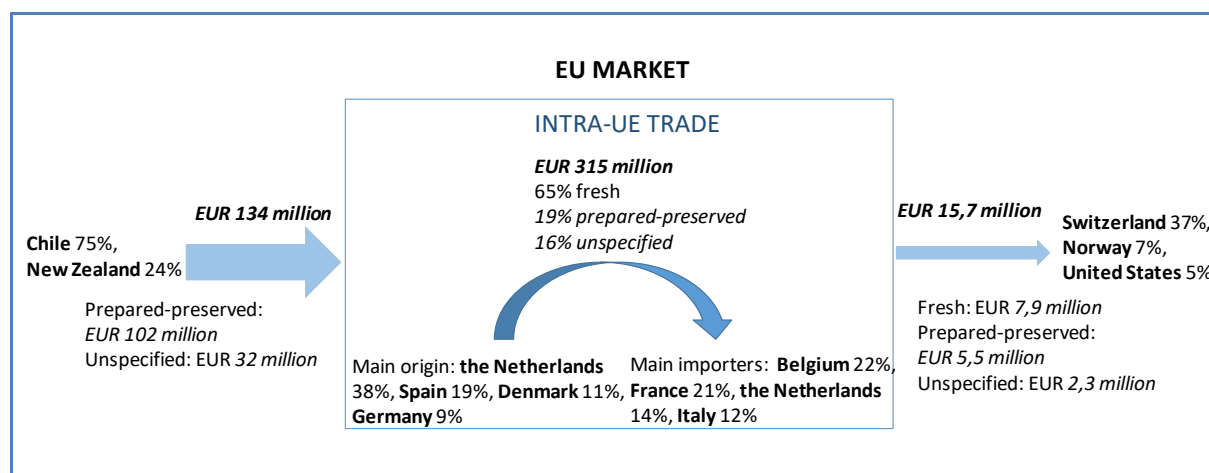 EU MARKET
INTRA-UE TRADE
EUR 315 million
65% fresh
19% prepared-preserved
16% unspecified
EUR 134 million
Chile 75%,
New Zealand 24%
Prepared-preserved:
EUR 102 million
Unspecified: EUR 32 million
Main origin: the Netherlands
38%, Spain 19%, Denmark 11%,
Germany 9%
Main importers: Belgium 22%,
France 21%, the Netherlands
14%, Italy 12%
EUR 15,7 million
Switzerland 37%,
Norway 7%,
United States 5%
Fresh: EUR 7,9 million
Prepared-preserved:
EUR 5,5 million
Unspecified: EUR 2,3 million